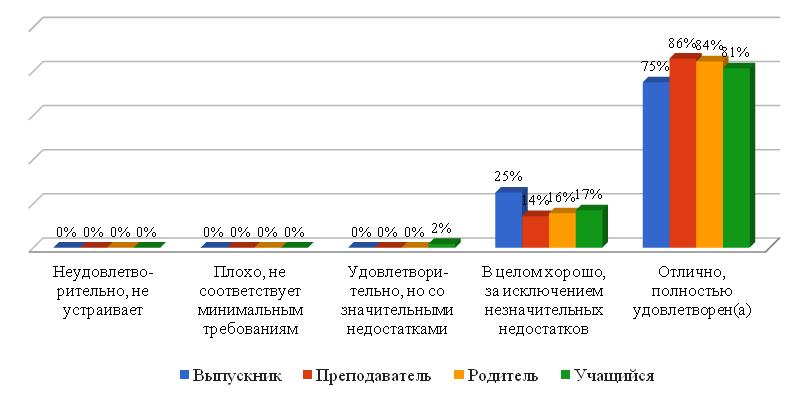 86%
84%
81%
75%
25%
14%
16%
17%
0% 0% 0% 0%
0% 0% 0% 0%
0% 0% 0% 2%
Неудовлетво-
рительно, не
устраивает
Плохо, не
соответствует
минимальным
требованиям
Удовлетвори-
тельно, но со
значительными
недостатками
В целом хорошо,
за исключением
незначительных
недостатков
Отлично,
полностью
удовлетворен(а)
Выпускник Преподаватель Родитель Учащийся